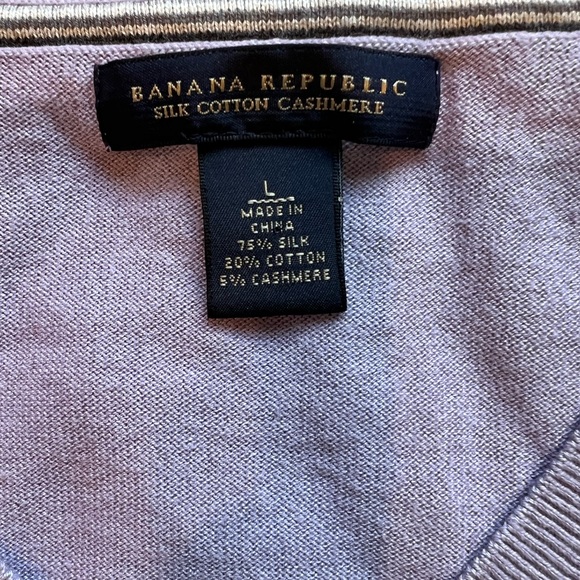 BANANA REPUBLIC
SILK COTTON CASHMERE
L
MADE IN
CHINA
75% SILK
20% COTTON
5% CASHMERE